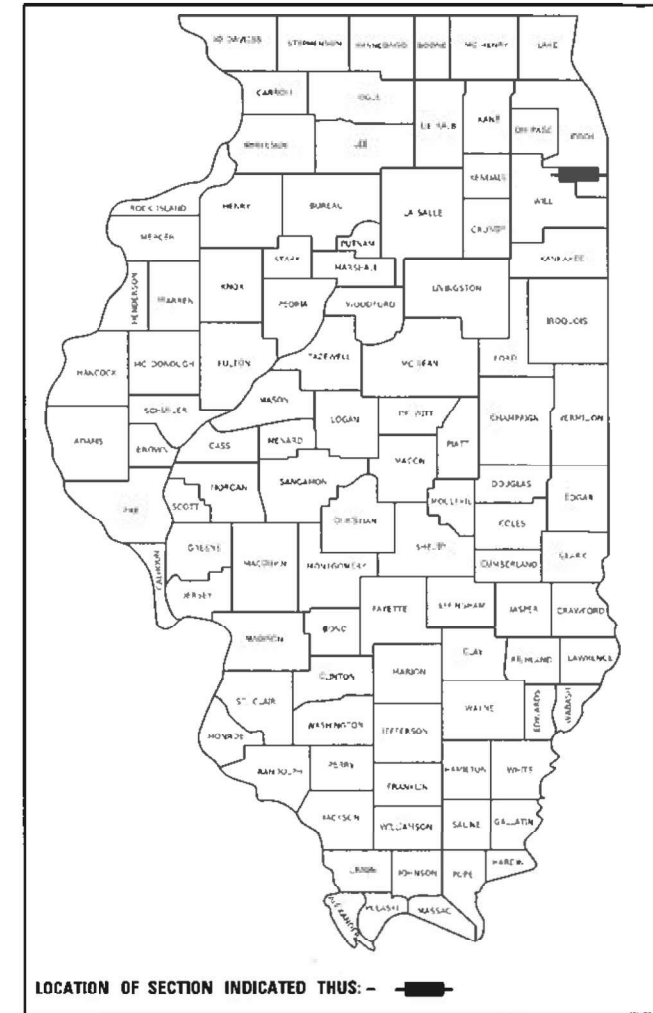 JO DAVIESS STEPHENSON WINNEBAGO BOONE MC HENRY LAKE
CARROLL OGLE DE KALB KANE DU PAGE COOK
WHITESIDE LEE KENDALL WILL
ROCK ISLAND HENRY BUREAU LA SALLE GRUNDY
MERCER PUTNAM KANKAKEE
STARK MARSHALL
HENDERSON WARREN KNOX PEORIA WOODFORD LIVINGSTON IROQUOIS
HANCOCK MC DONOUGH FULTON TAZEWELL MC LEAN FORD
SCHUYLER MASON LOGAN DE WITT CHAMPAIGN VERMILION
ADAMS BROWN CASS MENARD MACON PIATT
PIKE SCOTT MORGAN SANGAMON CHRISTIAN MOULTRIE DOUGLAS EDGAR
CALHOUN GREENE MACOUPIN MONTGOMERY SHELBY COLES
CUMBERLAND CLARK
JERSEY FAYETTE EFFINGHAM JASPER CRAWFORD
MADISON BOND CLAY RICHLAND LAWRENCE
CLINTON MARION
ST. CLAIR WASHINGTON JEFFERSON WAYNE EDWARDS WABASH
MONROE
RANDOLPH PERRY FRANKLIN HAMILTON WHITE
JACKSON WILLIAMSON SALINE GALLATIN
UNION JOHNSON POPE HARDIN
ALEXANDER PULASKI MASSAC
LOCATION OF SECTION INDICATED THUS: -